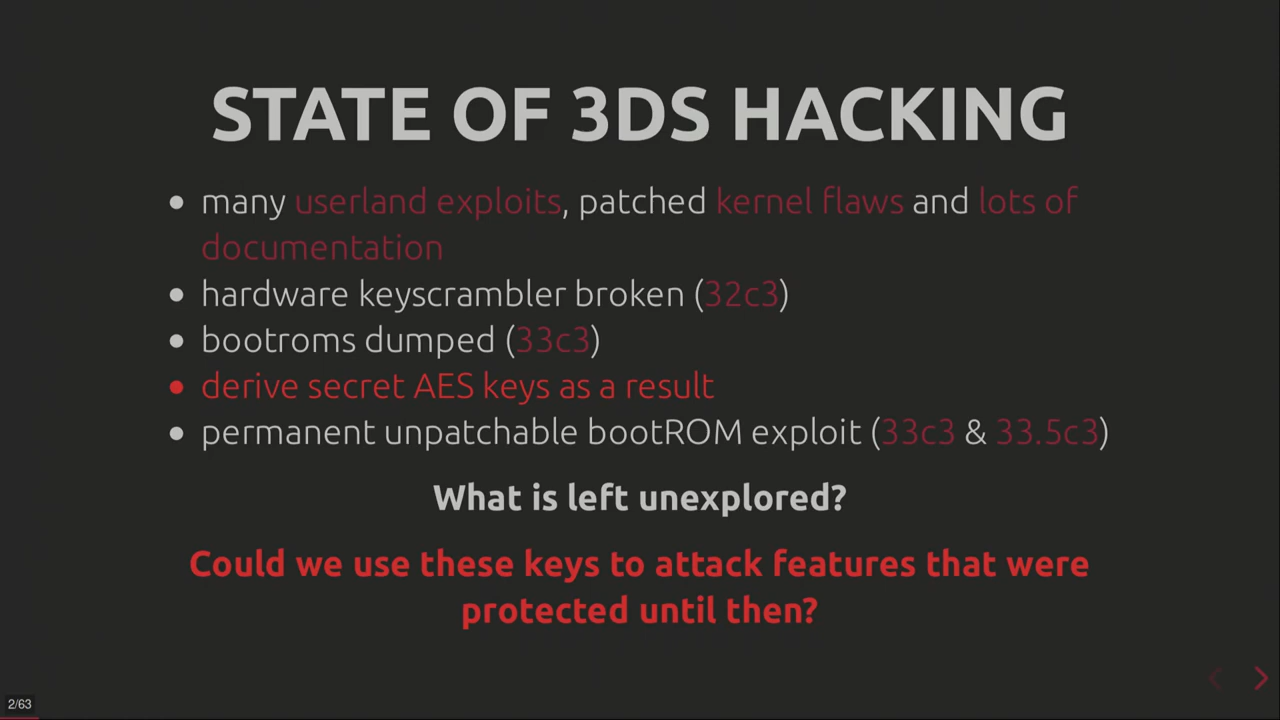 STATE OF 3DS HACKING
• many userland exploits, patched kernel flaws and lots of
documentation
• hardware keyscrambler broken (32c3)
• bootroms dumped (33c3)
• derive secret AES keys as a result
• permanent unpatchable bootROM exploit (33c3 & 33.5c3)
What is left unexplored?
Could we use these keys to attack features that were
protected until then?
2/63